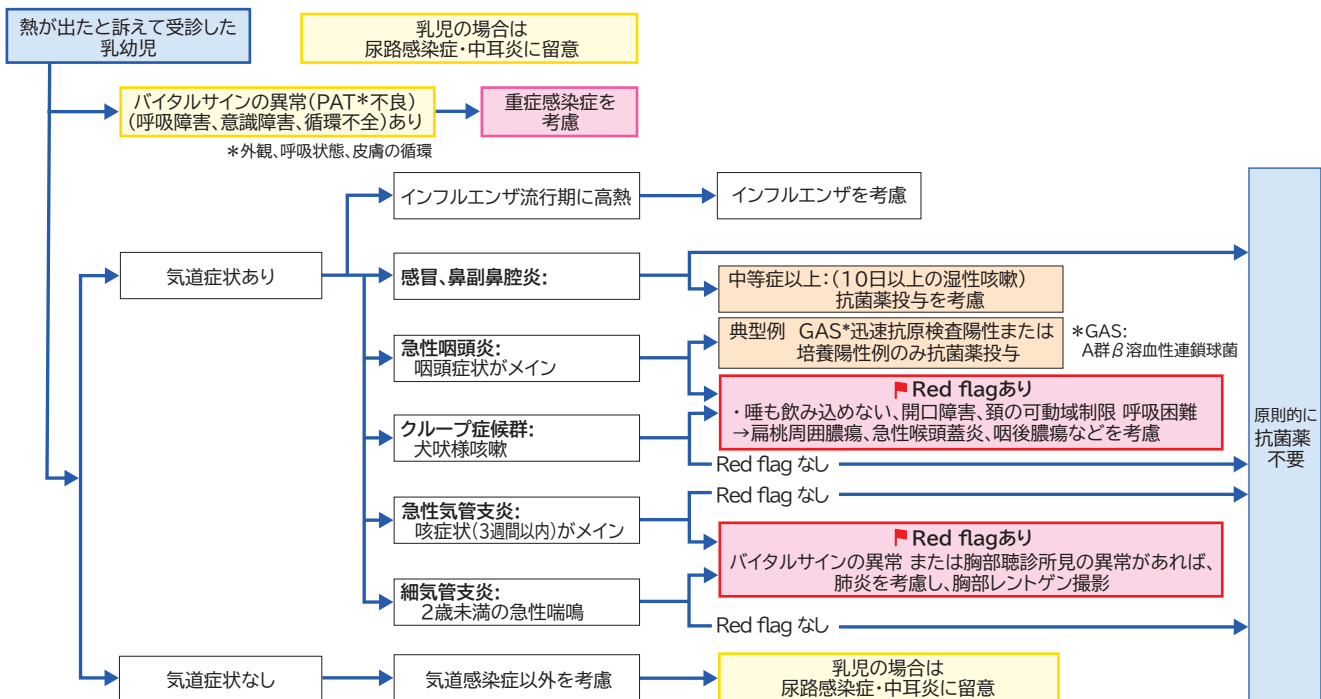 熱が出たと訴えて受診した
乳幼児
乳児の場合は
尿路感染症・中耳炎に留意
バイタルサインの異常(PAT*不良)
(呼吸障害、意識障害、循環不全)あり
重症感染症を
考慮
*外観、呼吸状態、皮膚の循環
インフルエンザ流行期に高熱
インフルエンザを考慮
気道症状あり
感冒、鼻副鼻腔炎:
中等症以上:(10日以上の湿性咳嗽)
抗菌薬投与を考慮
急性咽頭炎:
咽頭症状がメイン
典型例 GAS*迅速抗原検査陽性または
培養陽性例のみ抗菌薬投与
*GAS:
A群β溶血性連鎖球菌
Red flagあり
・唾も飲み込めない、開口障害、頚の可動域制限 呼吸困難
→扁桃周囲膿瘍、急性喉頭蓋炎、咽後膿瘍などを考慮
クループ症候群:
犬吠様咳嗽
Red flag なし
原則的に
抗菌薬
不要
Red flag なし
急性気管支炎:
咳症状(3週間以内)がメイン
Red flagあり
バイタルサインの異常 または胸部聴診所見の異常があれば、
肺炎を考慮し、胸部レントゲン撮影
細気管支炎:
2歳未満の急性喘鳴
Red flag なし
気道症状なし
気道感染症以外を考慮
乳児の場合は
尿路感染症・中耳炎に留意